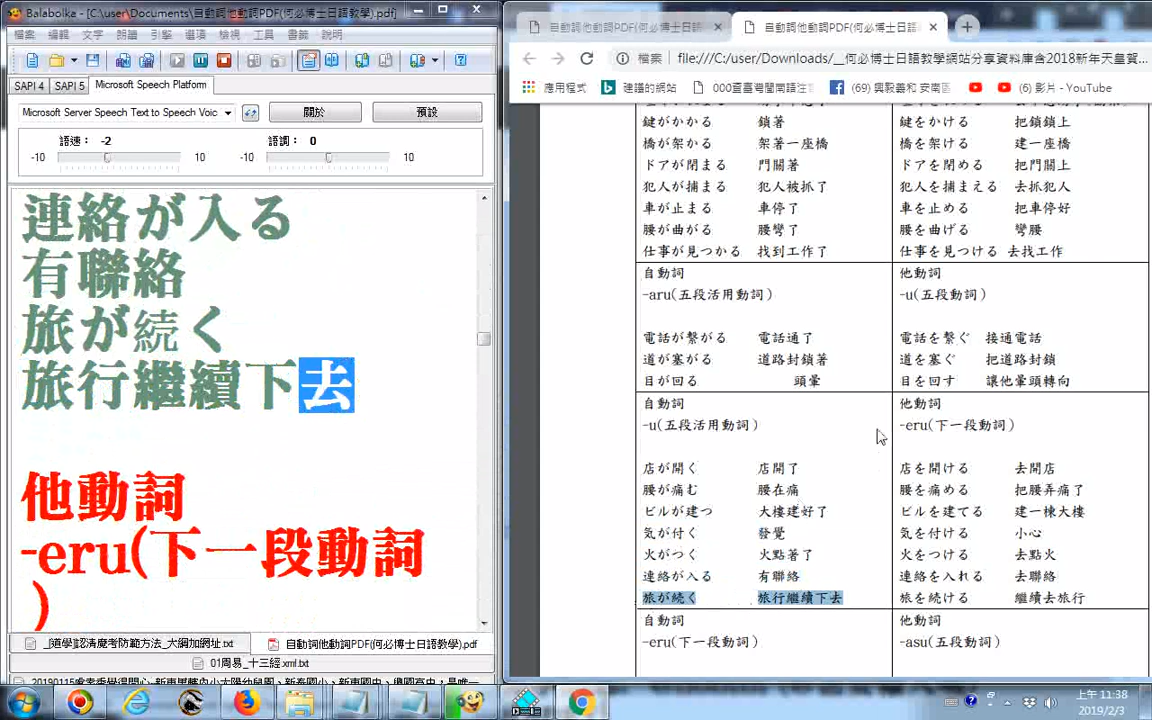 Balabolka - [C:\user\Documents\自動詞他動詞PDF(何必博士日語教學).pdf]
檔案 編輯 文字 朗讀 引擎 選項 檢視 工具 書籤 說明
SAPI 4 SAPI 5 Microsoft Speech Platform
Microsoft Server Speech Text to Speech Voic 關於 預設
語速： -2 語調： 0
-10 10 -10 10
連絡が入る
有聯絡
旅が続く
旅行繼續下去
他動詞
-eru(下一段動詞
)
_[道學]認清魔考防範方法_大綱加網址.txt 自動詞他動詞PDF(何必博士日語教學).pdf
01周易_十三經.xml.txt
自動詞他動詞PDF(何必博士日語 自動詞他動詞PDF(何必博士日語
檔案 file:///C:/user/Downloads/__何必博士日語教學網站分享資料庫含2018新年天皇賀...
應用程式 建議的網站 000查臺灣閩南語注 (69) 興毅義和 安南區 (6) 影片 - YouTube
鍵がかかる 鎖著 鍵をかける 把鎖鎖上
橋が架かる 架著一座橋 橋を架ける 建一座橋
ドアが閉まる 門關著 ドアを閉める 把門關上
犯人が捕まる 犯人被抓了 犯人を捕まえる 去抓犯人
車が止まる 車停了 車を止める 把車停好
腰が曲がる 腰彎了 腰を曲げる 彎腰
仕事が見つかる 找到工作了 仕事を見つける 去找工作
自動詞 他動詞
-aru(五段活用動詞) -u(五段動詞)
電話が繋がる 電話通了 電話を繋ぐ 接通電話
道が塞がる 道路封鎖著 道を塞ぐ 把道路封鎖
目が回る 頭暈 目を回す 讓他暈頭轉向
自動詞 他動詞
-u(五段活用動詞) -eru(下一段動詞)
店が開く 店開了 店を開ける 去開店
腰が痛む 腰在痛 腰を痛める 把腰弄痛了
ビルが建つ 大樓建好了 ビルを建てる 建一棟大樓
気が付く 發覺 気を付ける 小心
火がつく 火點著了 火をつける 去點火
連絡が入る 有聯絡 連絡を入れる 去聯絡
旅が続く 旅行繼續下去 旅を続ける 繼續去旅行
自動詞 他動詞
-eru(下一段動詞) -asu(五段動詞)
上午 11:38
2019/2/3